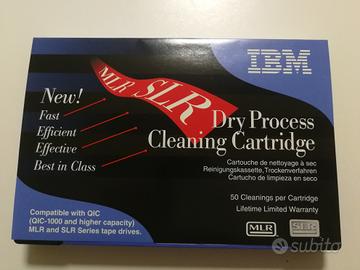 IBM
MLR SLR.
New!
Fast
Efficient
Effective
Best in Class
Dry Process
Cleaning Cartridge
Cartouche de nettoyage à sec
Reinigungskassette,Trockenverfahren
Cartucho de limpieza en seco
50 Cleanings per Cartridge
Lifetime Limited Warranty
Compatible with QIC
(QIC-1000 and higher capacity)
MLR and SLR Series tape drives.
MLR SLR
subito